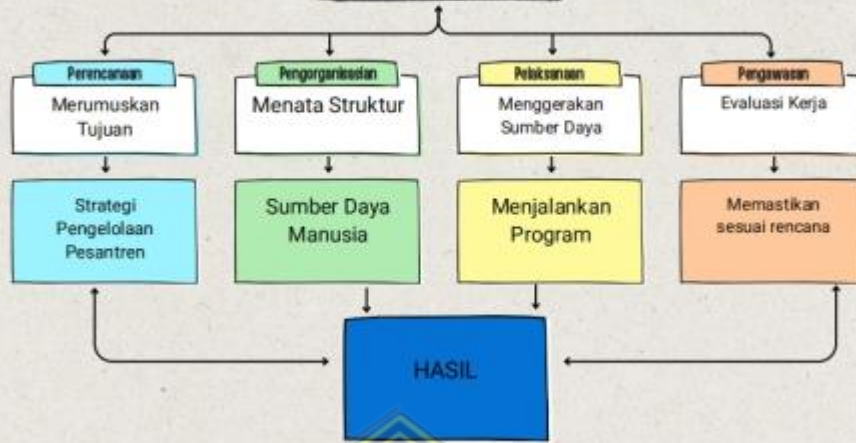 Perencanaan
Merumuskan
Tujuan
Pengorganisasian
Menata Struktur
Pelaksanaan
Menggerakan
Sumber Daya
Pengawasan
Evaluasi Kerja
Strategi
Pengelolaan
Pesantren
Sumber Daya
Manusia
Menjalankan
Program
Memastikan
sesuai rencana
HASIL